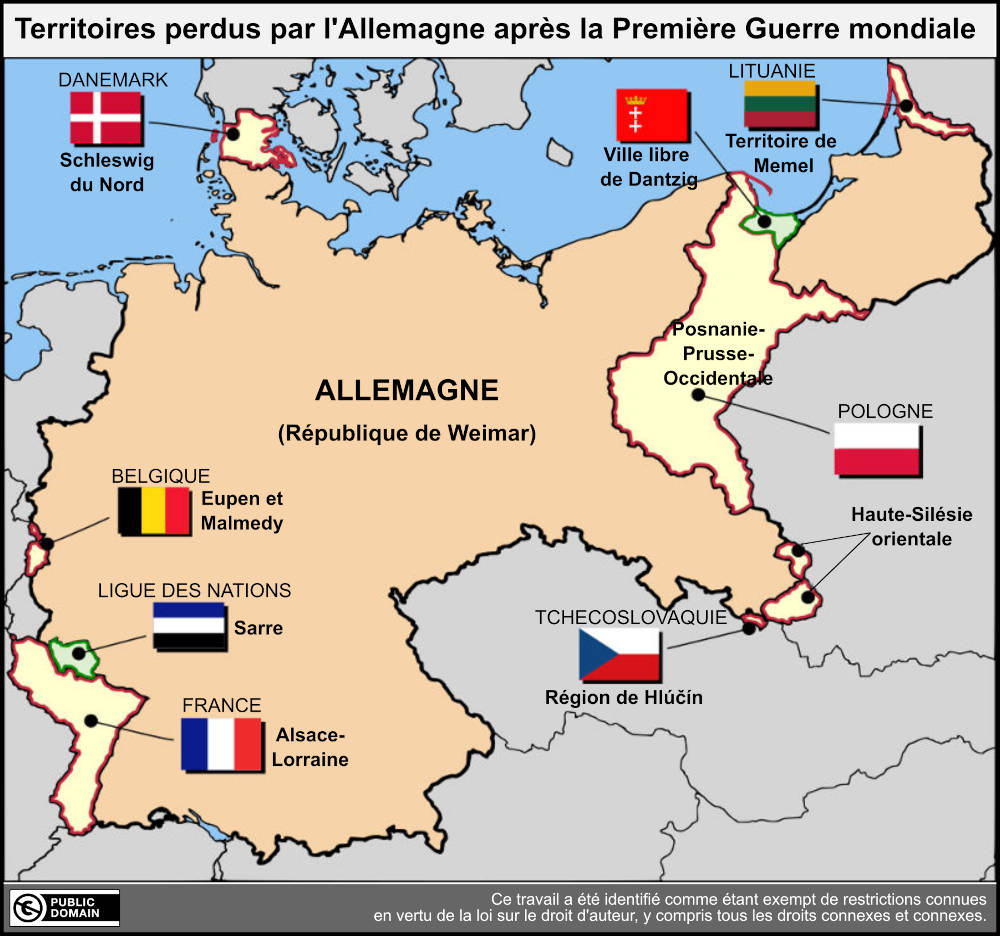 Territoires perdus par l'Allemagne après la Première Guerre mondiale
DANEMARK
Schleswig
du Nord
LITUANIE
Territoire de
Memel
Ville libre
de Dantzig
Posnanie-
Prusse-
Occidentale
ALLEMAGNE
(République de Weimar)
POLOGNE
BELGIQUE
Eupen et
Malmedy
Haute-Silésie
orientale
LIGUE DES NATIONS
Sarre
TCHECOSLOVAQUIE
Région de Hlúčín
FRANCE
Alsace-
Lorraine
PUBLIC
DOMAIN
Ce travail a été identifié comme étant exempt de restrictions connues
en vertu de la loi sur le droit d'auteur, y compris tous les droits connexes et connexes.